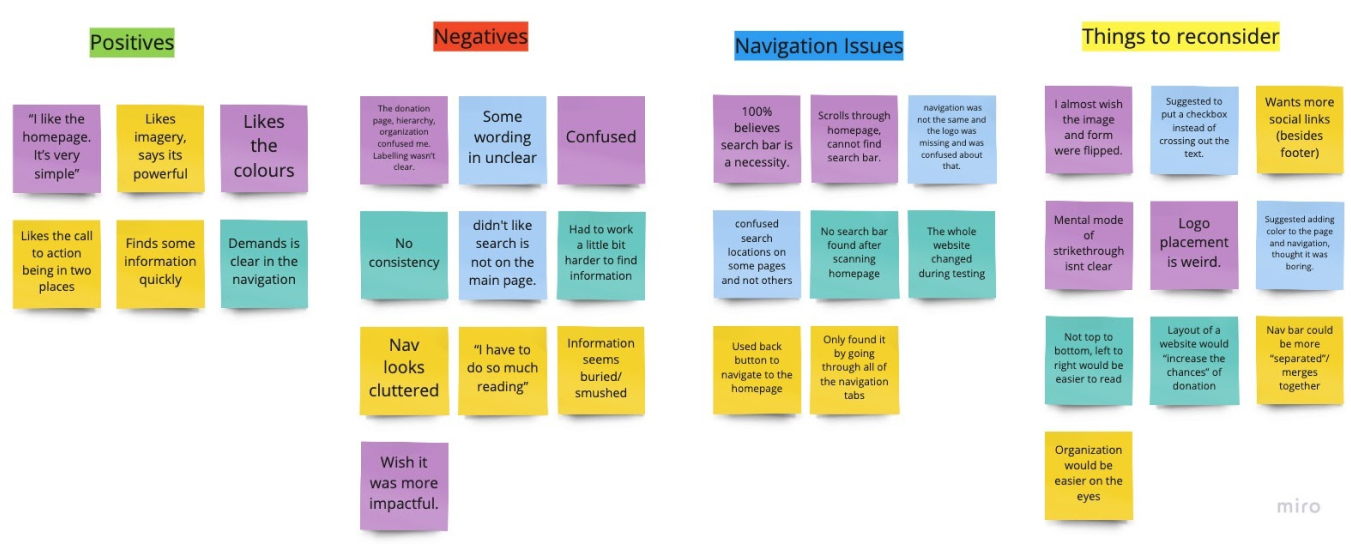 Positives
"I like the
homepage.
It's very
simple"
Likes
imagery,
says its
powerful
Likes
the
colours
Likes the call
to action
being in two
places
Finds some
information
quickly
Demands is
clear in the
navigation
Negatives
The donation
page, hierarchy,
organization
confused me.
Labelling wasn't
clear.
Some
wording
in unclear
Confused
No
consistency
didn't like
search is
not on the
main page.
Had to work
a little bit
harder to find
information
Nav
looks
cluttered
"I have to
do so much
reading"
Information
seems
buried/
smushed
Wish it
was more
impactful.
Navigation Issues
100%
believes
search bar is
a necessity.
Scrolls through
homepage,
cannot find
search bar.
navigation was
not the same and
the logo was
missing and was
confused about
that.
confused
search
locations on
some pages
and not others
No search bar
found after
scanning
homepage
The whole
website
changed
during testing
Used back
button to
navigate to the
homepage
Only found it
by going
through all of
the navigation
tabs
Things to reconsider
I almost wish
the image
and form
were flipped.
Suggested to
put a checkbox
instead of
crossing out the
text.
Wants more
social links
(besides
footer)
Mental mode
of
strikethrough
isnt clear
Logo
placement
is weird.
Suggested adding
color to the page
and navigation,
thought it was
boring.
Not top to
bottom, left to
right would be
easier to read
Layout of a
website would
"increase the
chances" of
donation
Nav bar could
be more
"separated"/
merges
together
Organization
would be
easier on the
eyes
miro